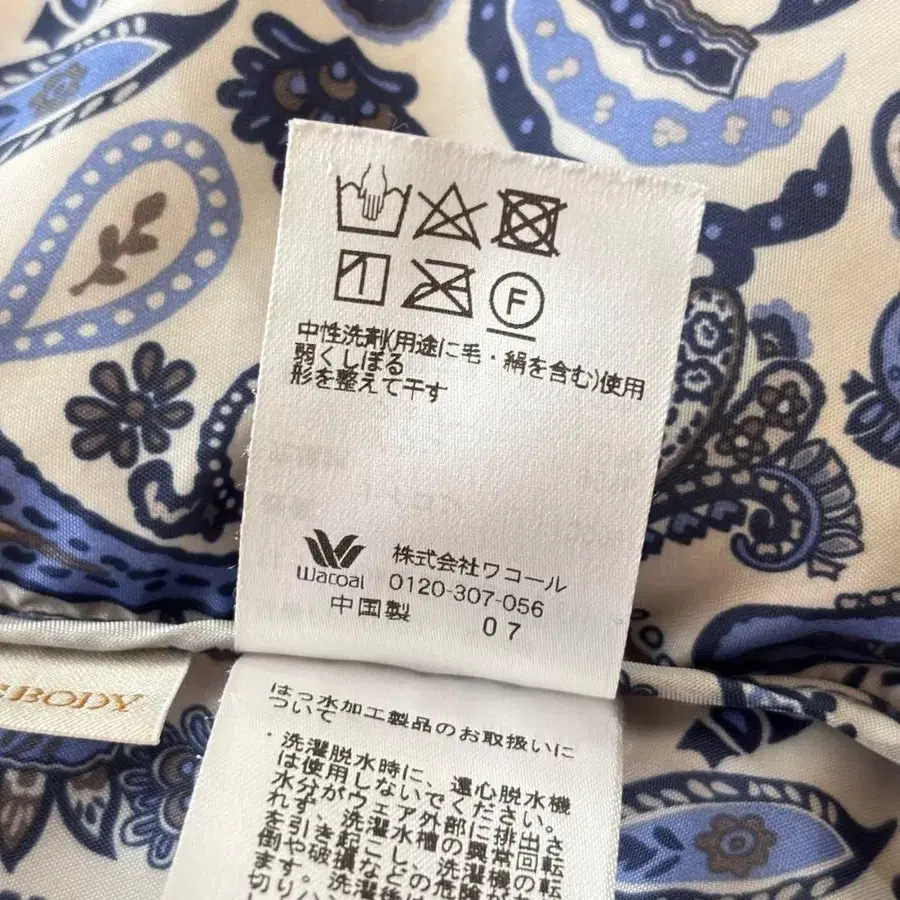 F
中性洗剤(用途に毛・絹を含む)使用
弱くしぼる
形を整えて干す
Wacoal
株式会社ワコール
0120-307-056
中国製
07
BODY
はっ水加工製品のお取扱いに
ついて
・洗濯脱水時に、遠心脱水機
は使用しないでください。
水分がウェア外部に排出さ
れず、洗濯水槽の異常回転
を引き起こし、洗濯機の転
倒や破損などの危険が
ます。洗濯後
切り